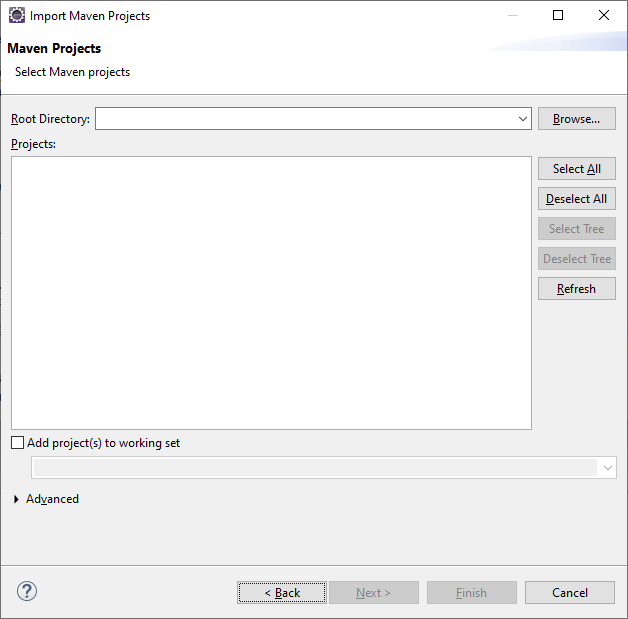 Import Maven Projects
Maven Projects
Select Maven projects
Root Directory:
Browse...
Projects:
Select All
Deselect All
Select Tree
Deselect Tree
Refresh
Add project(s) to working set
Advanced
?
< Back
Next >
Finish
Cancel